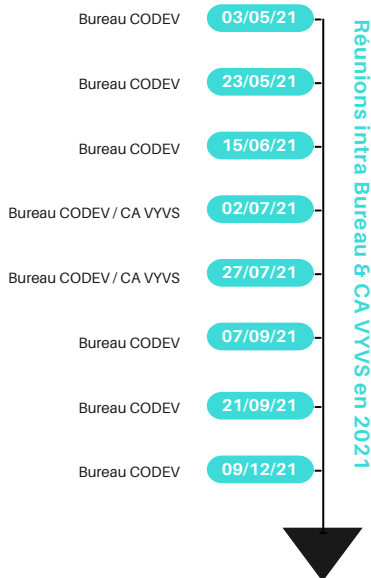 Bureau CODEV 03/05/21
Bureau CODEV 23/05/21
Bureau CODEV 15/06/21
Bureau CODEV / CA VYVS 02/07/21
Bureau CODEV / CA VYVS 27/07/21
Bureau CODEV 07/09/21
Bureau CODEV 21/09/21
Bureau CODEV 09/12/21
Réunions intra Bureau & CA VYVS en 2021